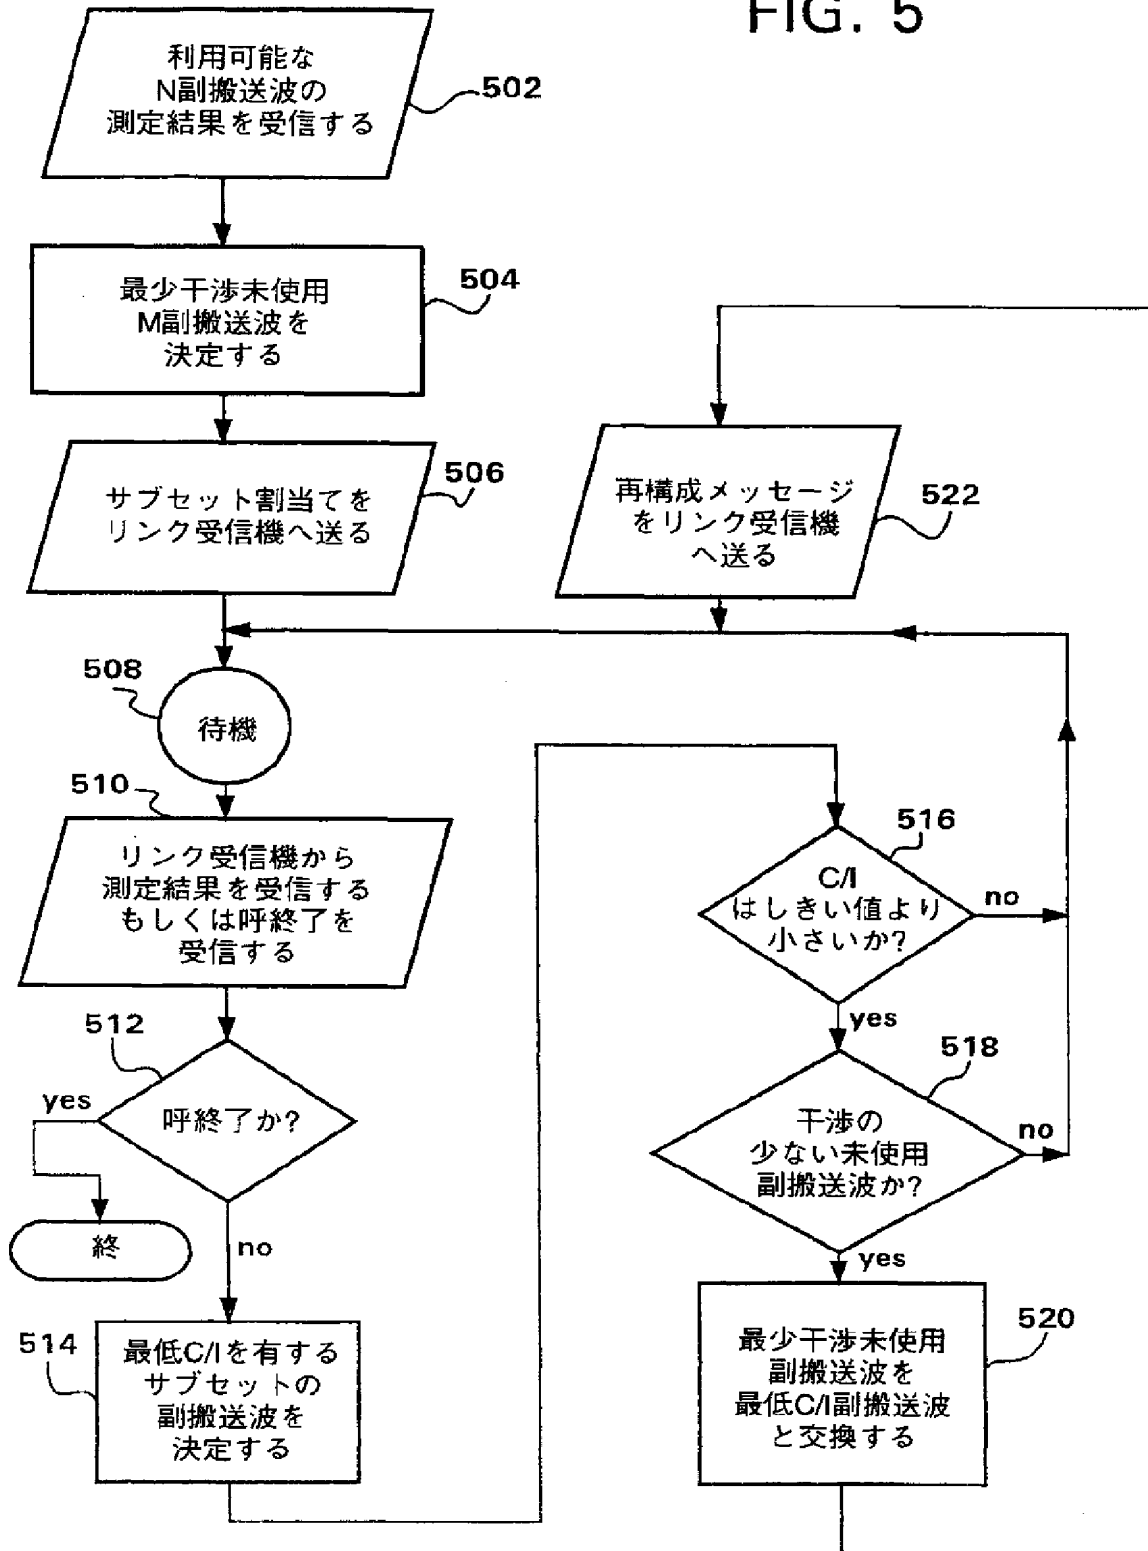 FIG. 5
利用可能な
N副搬送波の
測定結果を受信する
502
最少干渉未使用
M副搬送波を
決定する
504
サブセット割当てを
リンク受信機へ送る
506
再構成メッセージ
をリンク受信機
へ送る
522
508
待機
510
リンク受信機から
測定結果を受信する
もしくは呼終了を
受信する
512
yes
呼終了か?
no
終
514
最低C/Iを有する
サブセットの
副搬送波を
決定する
516
C/I
はしきい値より
小さいか?
no
yes
518
干渉の
少ない未使用
副搬送波か?
no
yes
520
最少干渉未使用
副搬送波を
最低C/I副搬送波
と交換する